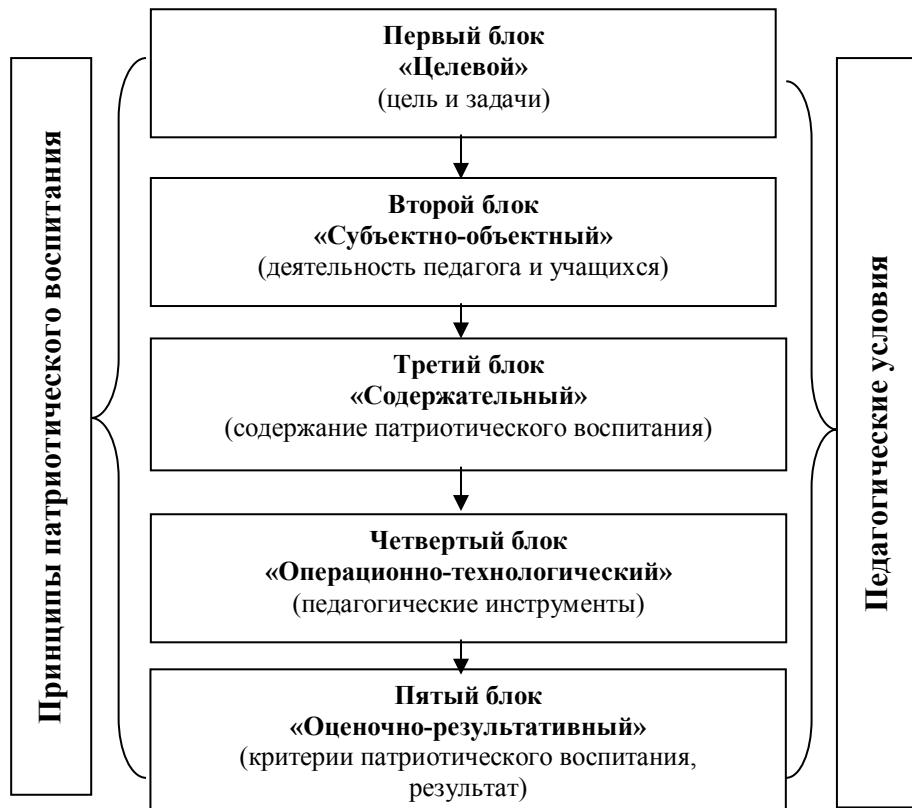 Первый блок
«Целевой»
(цель и задачи)
Второй блок
«Субъектно-объектный»
(деятельность педагога и учащихся)
Третий блок
«Содержательный»
(содержание патриотического воспитания)
Четвертый блок
«Операционно-технологический»
(педагогические инструменты)
Пятый блок
«Оценочно-результативный»
(критерии патриотического воспитания,
результат)
Принципы патриотического воспитания
Педагогические условия